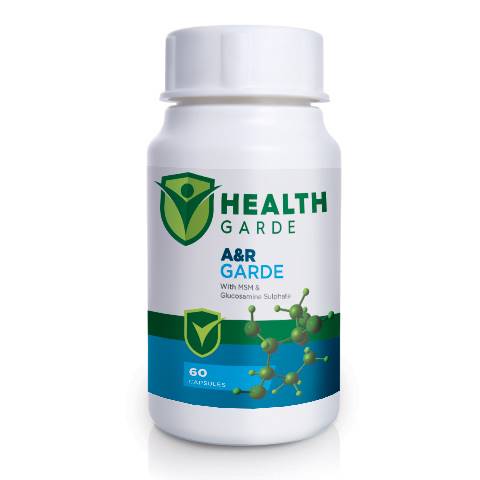 HEALTH
GARDE
A&R
GARDE
With MSM &
Glucosamine Sulphate
60
CAPSULES